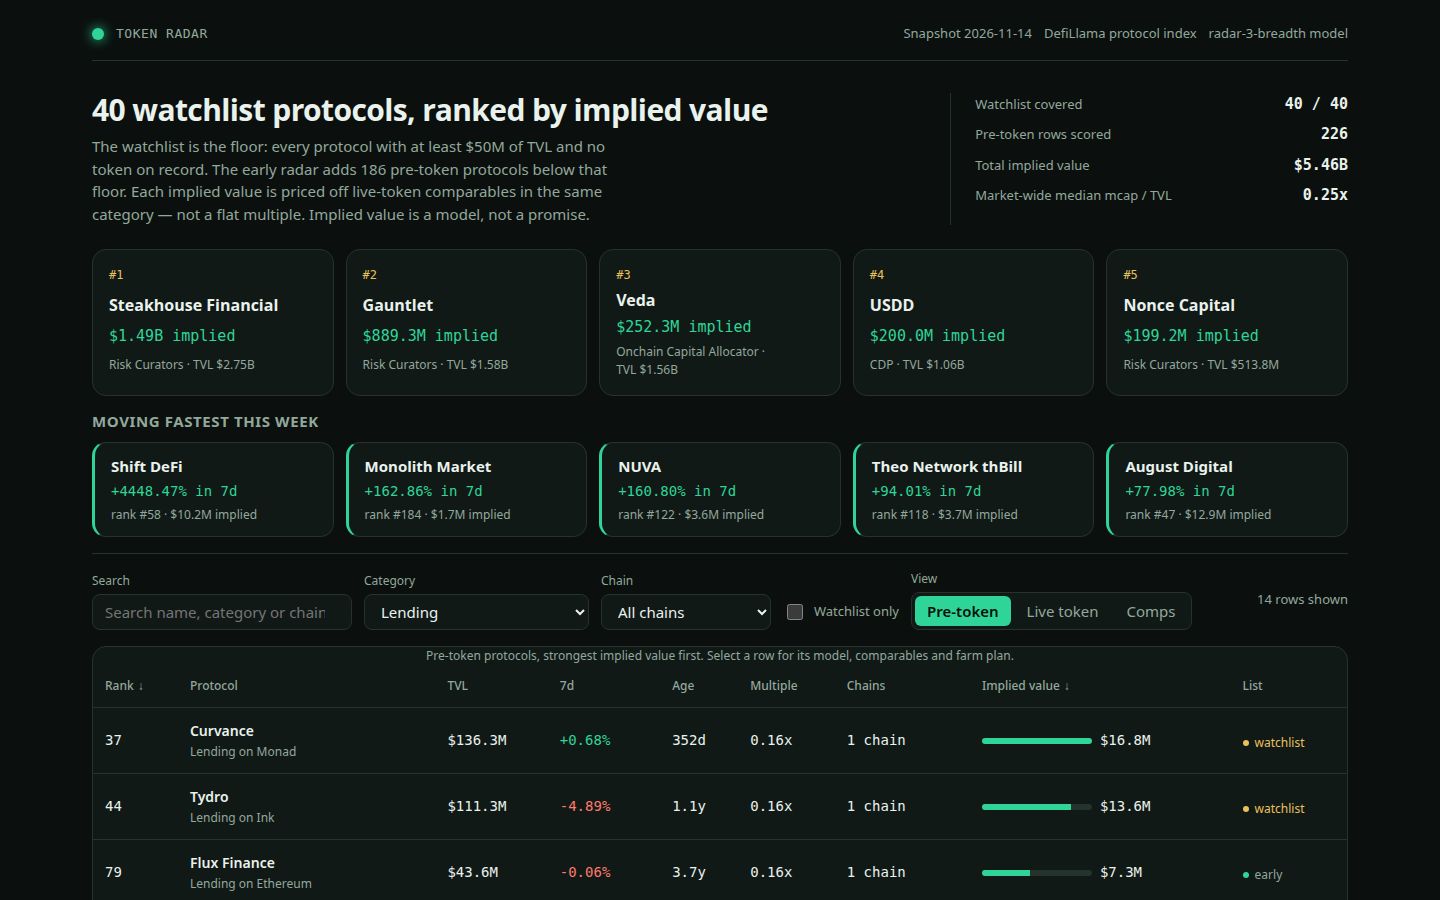 TOKEN RADAR
Snapshot 2026-11-14 DefiLlama protocol index radar-3-breadth model
40 watchlist protocols, ranked by implied value
The watchlist is the floor: every protocol with at least $50M of TVL and no
token on record. The early radar adds 186 pre-token protocols below that
floor. Each implied value is priced off live-token comparables in the same
category — not a flat multiple. Implied value is a model, not a promise.
Watchlist covered 40 / 40
Pre-token rows scored 226
Total implied value $5.46B
Market-wide median mcap / TVL 0.25x
#1
Steakhouse Financial
$1.49B implied
Risk Curators · TVL $2.75B
#2
Gauntlet
$889.3M implied
Risk Curators · TVL $1.58B
#3
Veda
$252.3M implied
Onchain Capital Allocator ·
TVL $1.56B
#4
USDD
$200.0M implied
CDP · TVL $1.06B
#5
Nonce Capital
$199.2M implied
Risk Curators · TVL $513.8M
MOVING FASTEST THIS WEEK
Shift DeFi
+4448.47% in 7d
rank #58 · $10.2M implied
Monolith Market
+162.86% in 7d
rank #184 · $1.7M implied
NUVA
+160.80% in 7d
rank #122 · $3.6M implied
Theo Network thBill
+94.01% in 7d
rank #118 · $3.7M implied
August Digital
+77.98% in 7d
rank #47 · $12.9M implied
Search
Search name, category or chain
Category
Lending
Chain
All chains
Watchlist only
View
Pre-token Live token Comps
14 rows shown
Pre-token protocols, strongest implied value first. Select a row for its model, comparables and farm plan.
Rank ↓ Protocol TVL 7d Age Multiple Chains Implied value ↓ List
37 Curvance $136.3M +0.68% 352d 0.16x 1 chain $16.8M watchlist
Lending on Monad
44 Tydro $111.3M -4.89% 1.1y 0.16x 1 chain $13.6M watchlist
Lending on Ink
79 Flux Finance $43.6M -0.06% 3.7y 0.16x 1 chain $7.3M early
Lending on Ethereum